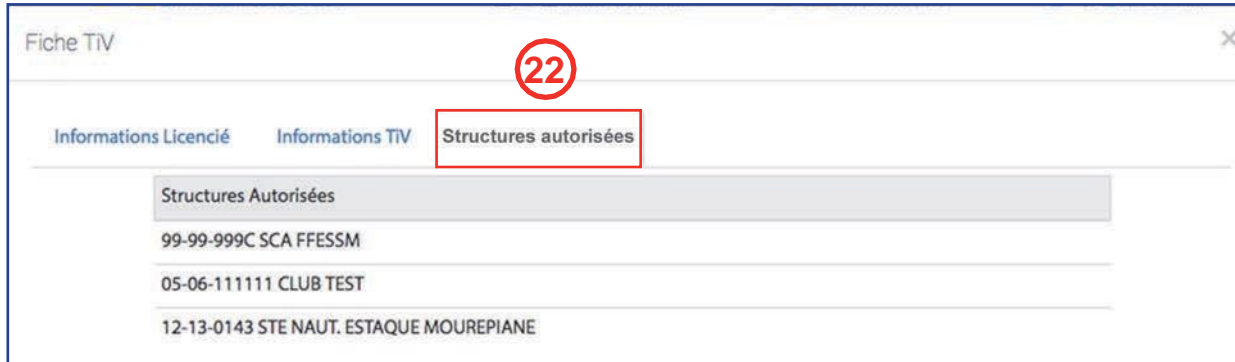 Fiche TiV
×
22
Informations Licencié Informations TiV Structures autorisées
Structures Autorisées
99-99-999C SCA FFESSM
05-06-111111 CLUB TEST
12-13-0143 STE NAUT. ESTAQUE MOUREPIANE